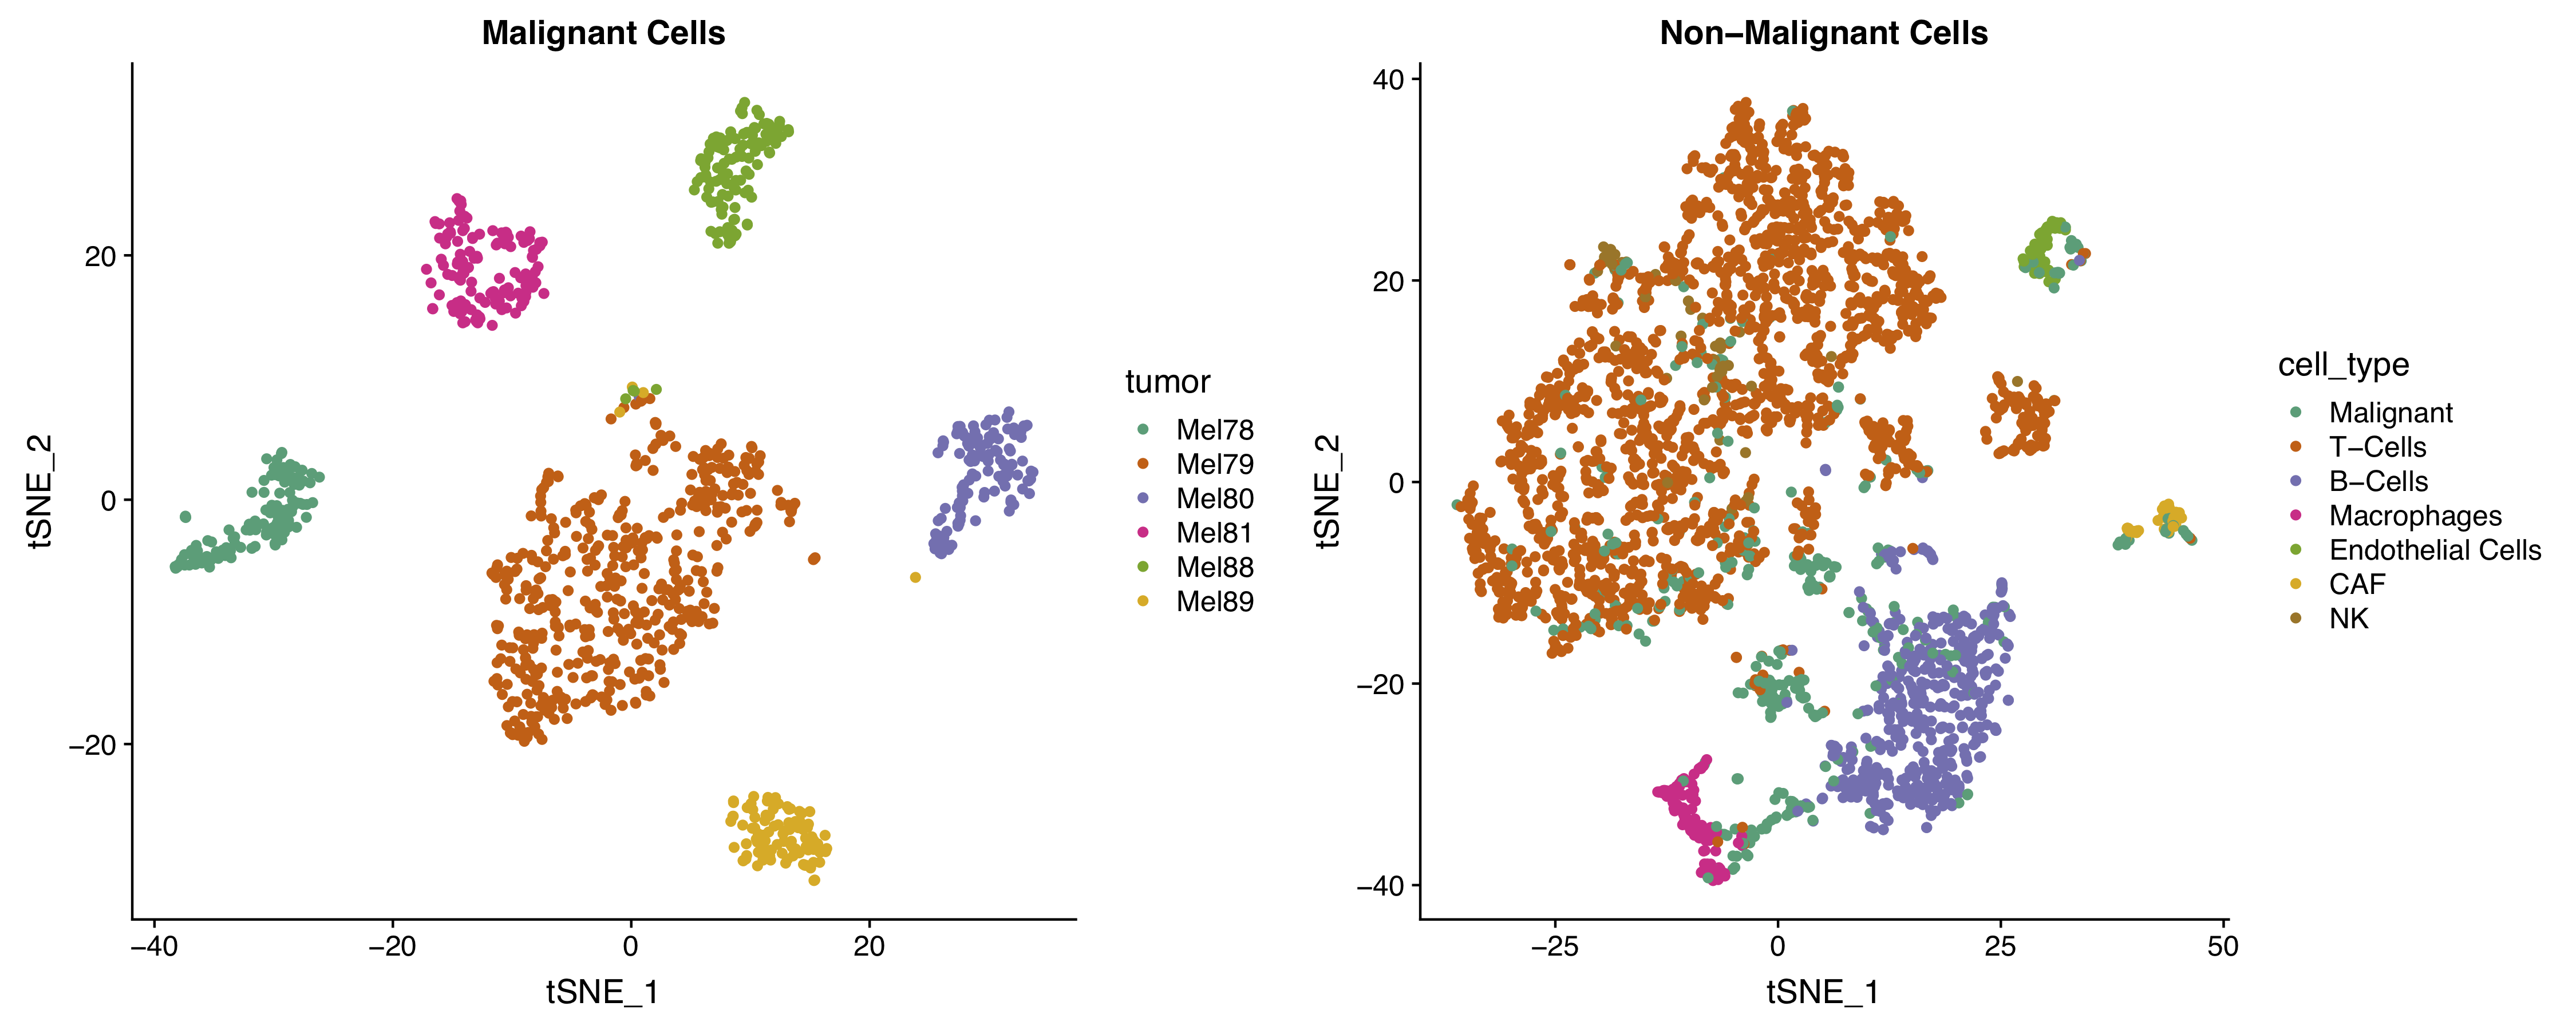 Malignant Cells
tSNE_2
20
0
−20
−40
−20
0
20
tSNE_1
tumor
Mel78
Mel79
Mel80
Mel81
Mel88
Mel89
Non−Malignant Cells
tSNE_2
40
20
0
−20
−40
−25
0
25
50
tSNE_1
cell_type
Malignant
T−Cells
B−Cells
Macrophages
Endothelial Cells
CAF
NK